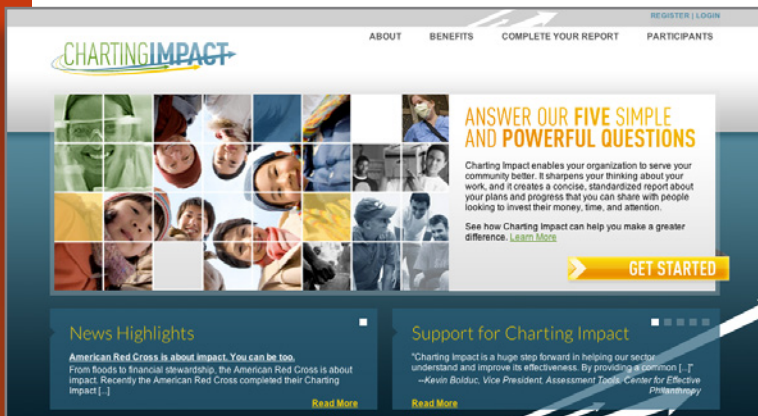 REGISTER | LOGIN
CHARTINGIMPACT
ABOUT BENEFITS COMPLETE YOUR REPORT PARTICIPANTS
ANSWER OUR FIVE SIMPLE
AND POWERFUL QUESTIONS
Charting Impact enables your organization to serve your
community better. It sharpens your thinking about your
work, and it creates a concise, standardized report about
your plans and progress that you can share with people
looking to invest their money, time, and attention.
See how Charting Impact can help you make a greater
difference. Learn More
GET STARTED
News Highlights
American Red Cross is about impact. You can be too.
From floods to financial stewardship, the American Red Cross is about
impact. Recently the American Red Cross completed their Charting
Impact [...]
Read More
Support for Charting Impact
"Charting Impact is a huge step forward in helping our sector
understand and improve its effectiveness. By providing a common [...]"
--Kevin Bolduc, Vice President, Assessment Tools, Center for Effective
Philanthropy
Read More